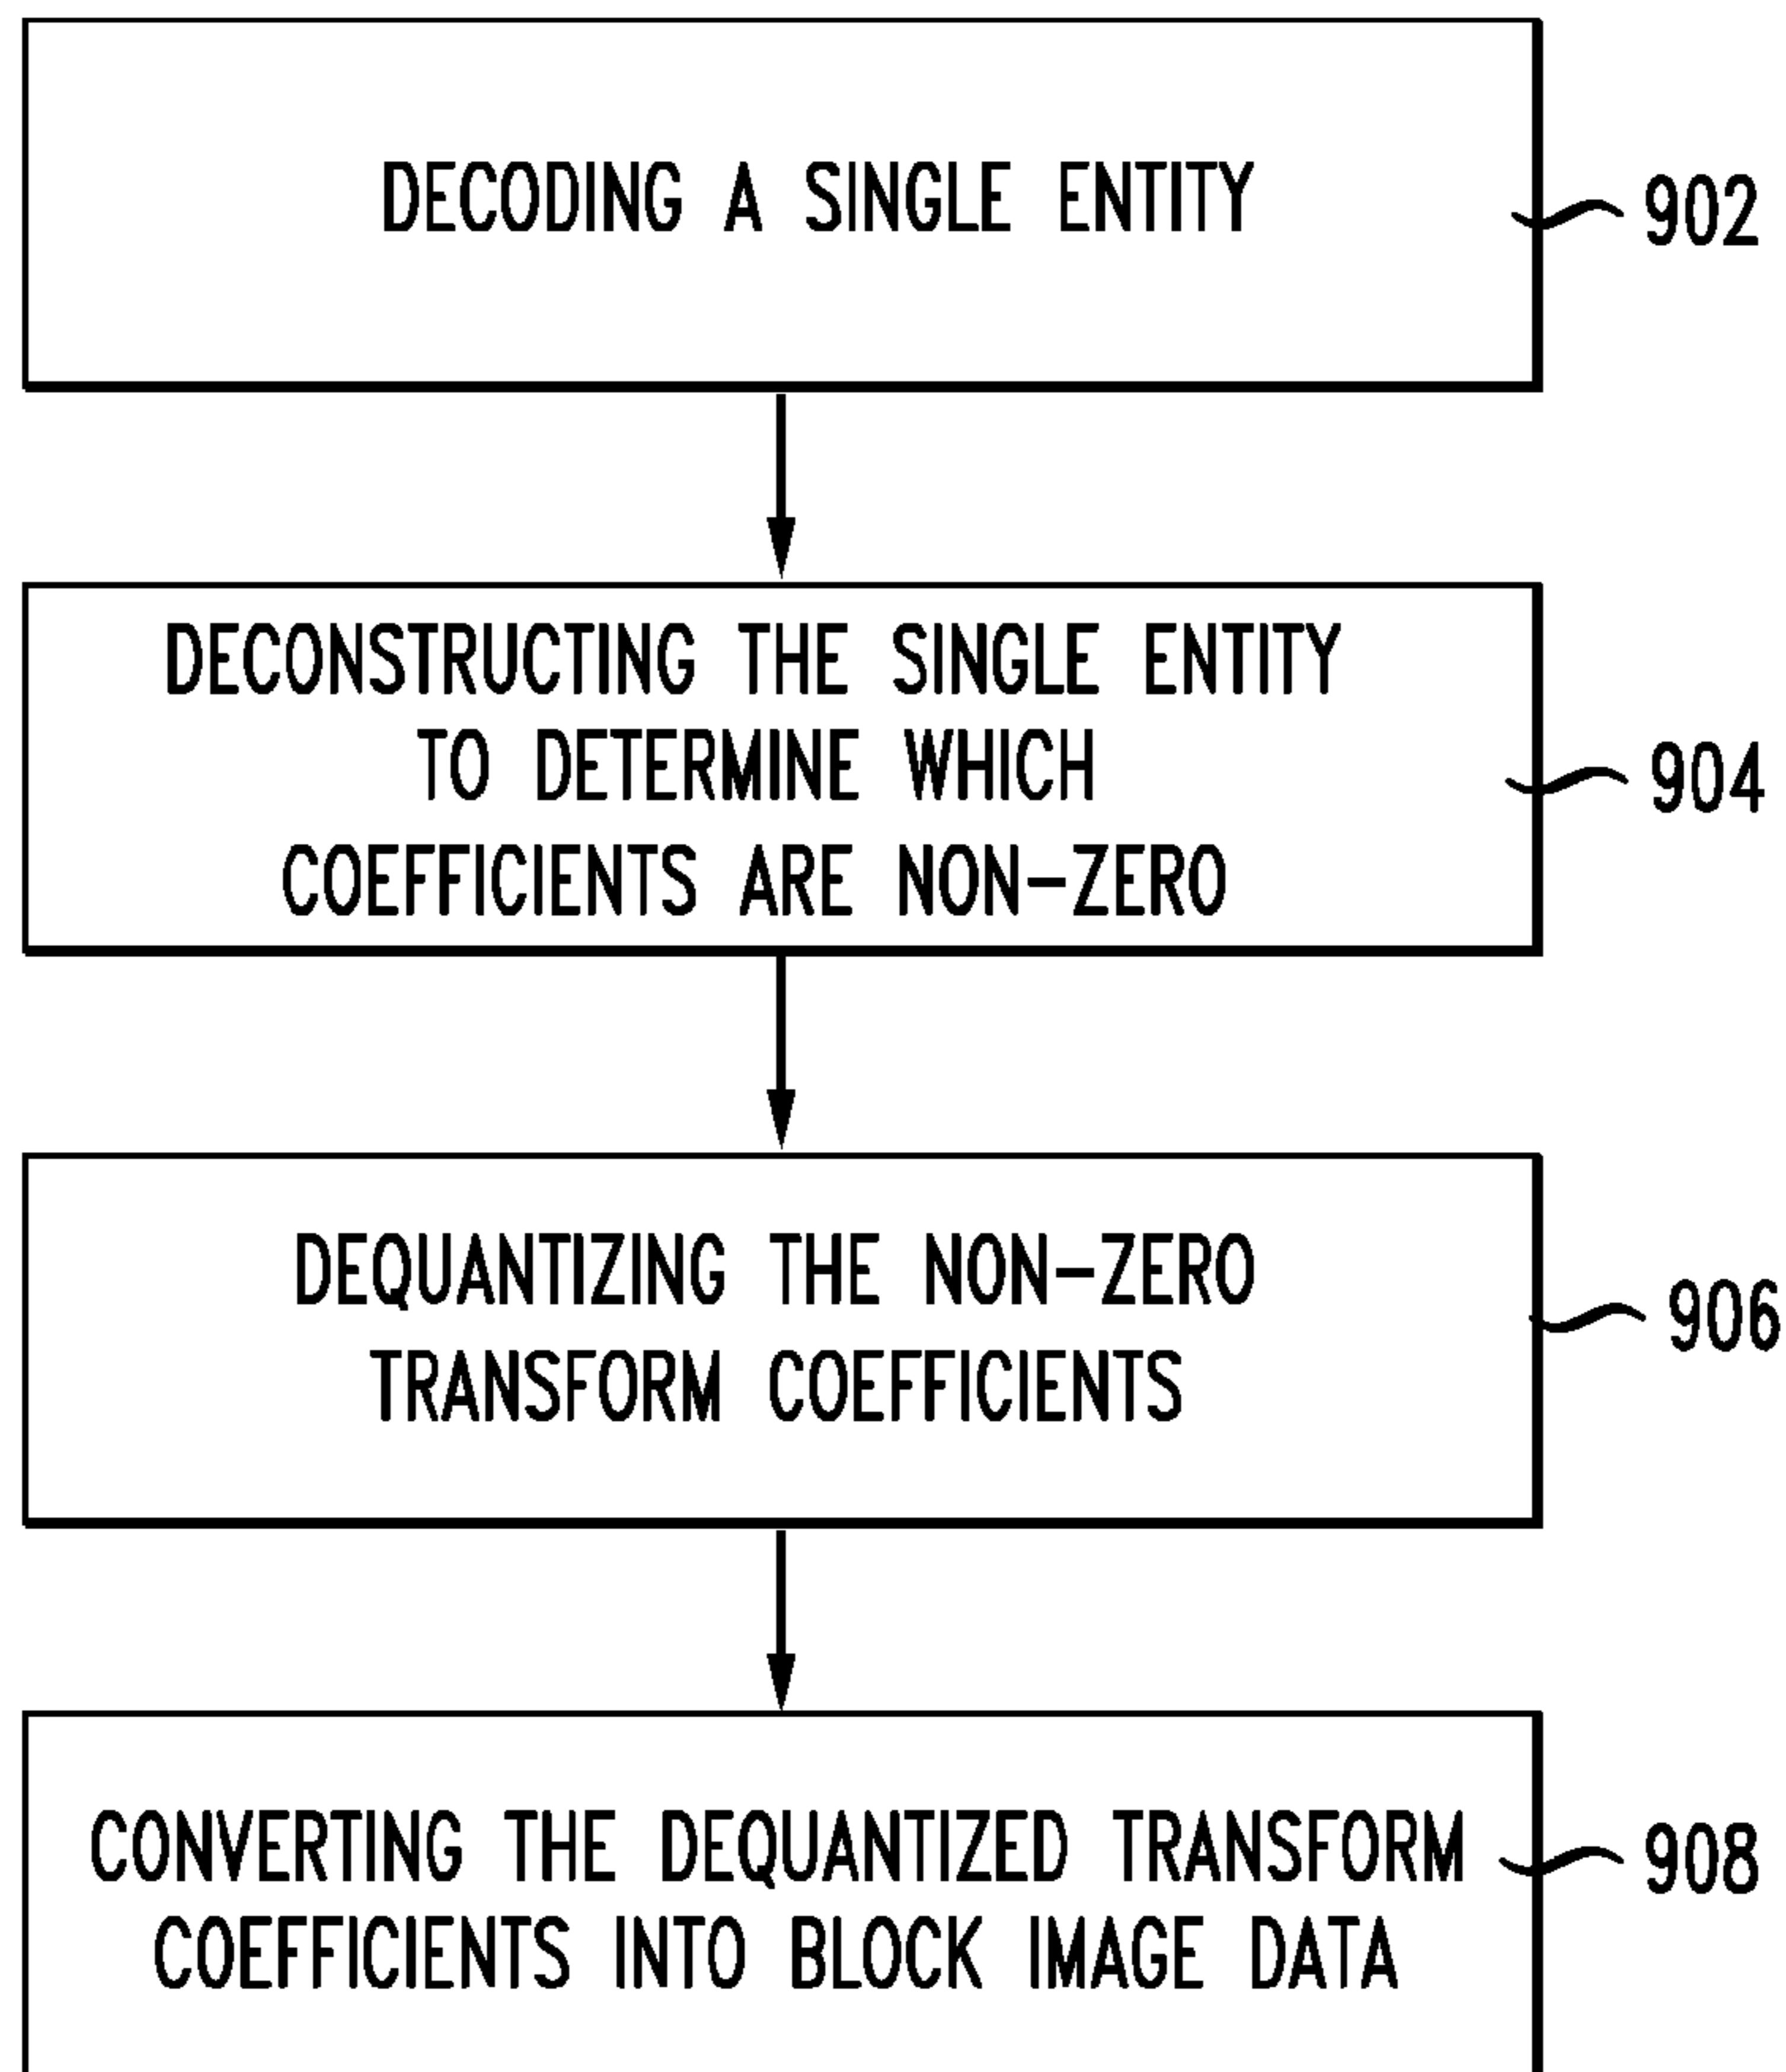 DECODING A SINGLE ENTITY
902
DECONSTRUCTING THE SINGLE ENTITY
TO DETERMINE WHICH
COEFFICIENTS ARE NON-ZERO
904
DEQUANTIZING THE NON-ZERO
TRANSFORM COEFFICIENTS
906
CONVERTING THE DEQUANTIZED TRANSFORM
COEFFICIENTS INTO BLOCK IMAGE DATA
908